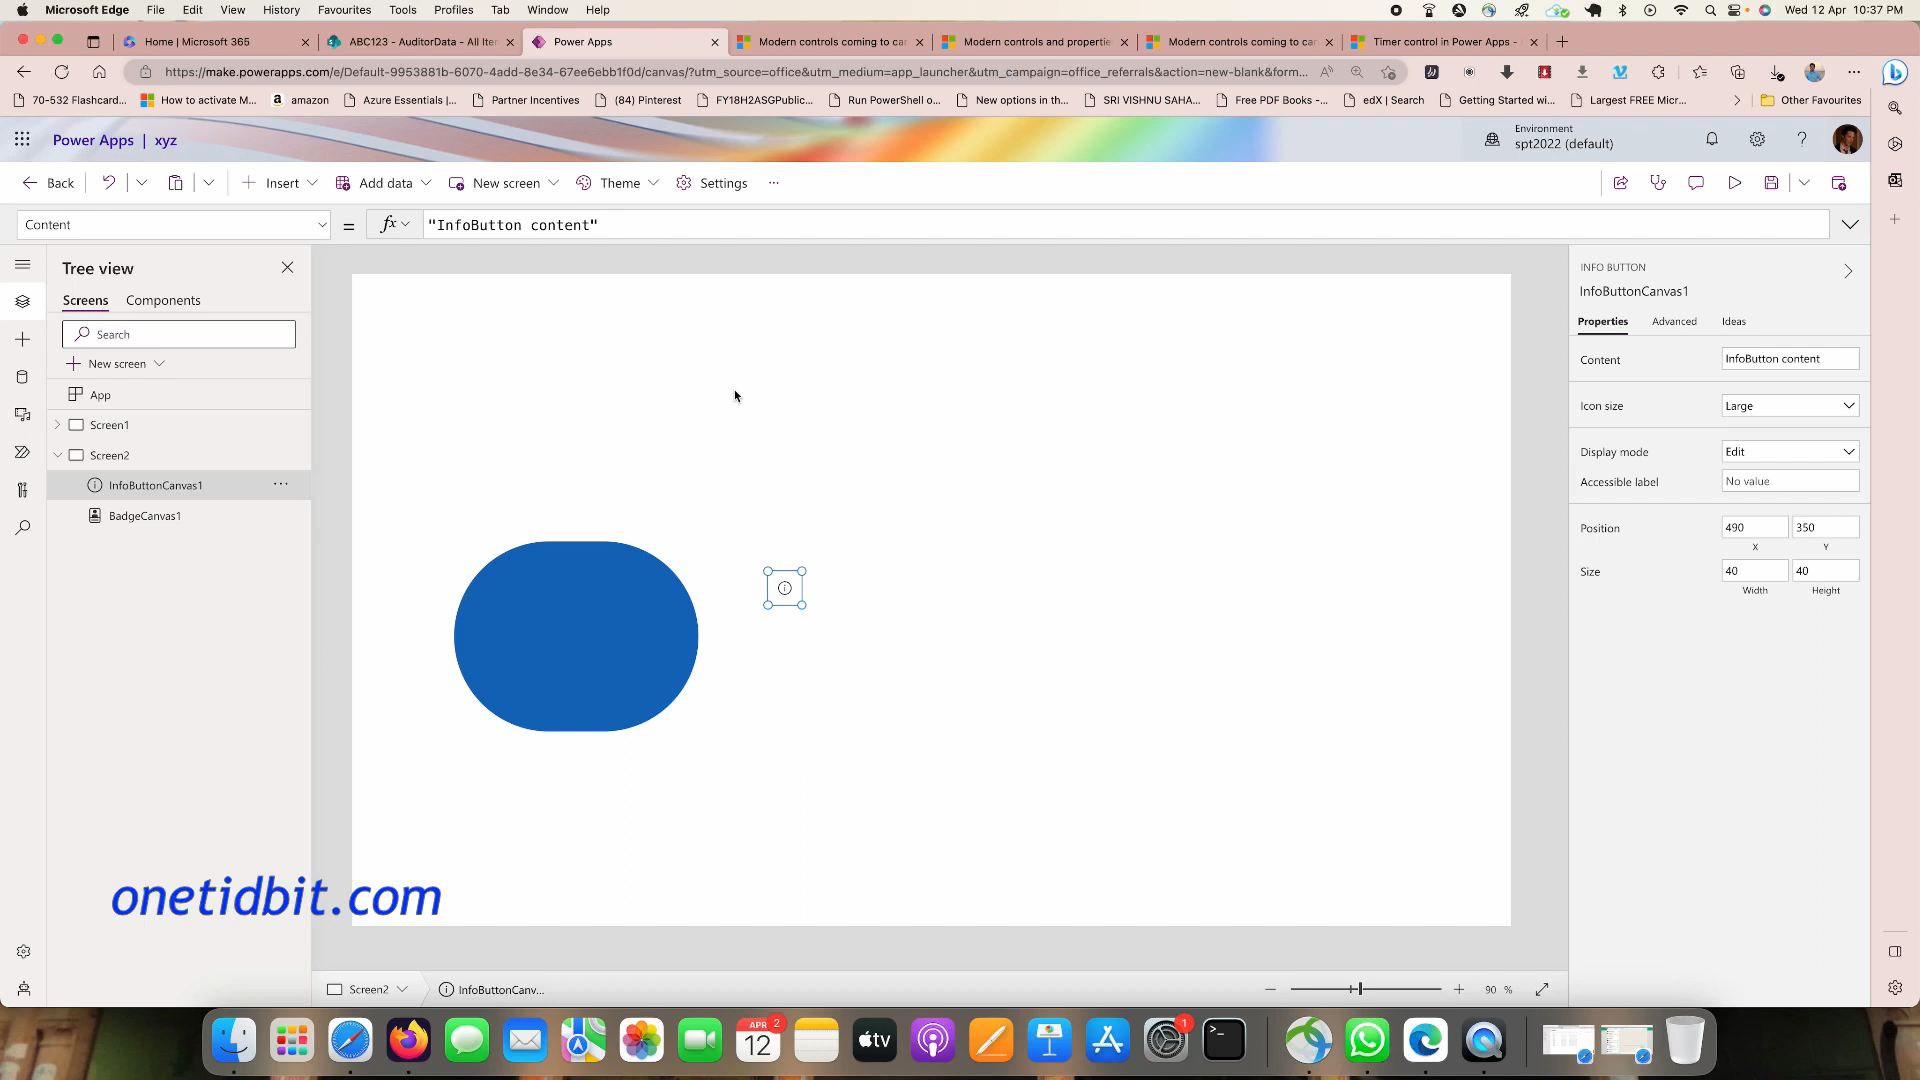 Microsoft Edge File Edit View History Favourites Tools Profiles Tab Window Help
Wed 12 Apr 10:37 PM
Home | Microsoft 365
ABC123 - AuditorData - All Iter
Power Apps
Modern controls coming to car
Modern controls and propertie
Modern controls coming to car
Timer control in Power Apps -
https://make.powerapps.com/e/Default-9953881b-6070-4add-8e34-67ee6ebb1f0d/canvas/?utm_source=office&utm_medium=app_launcher&utm_campaign=office_referrals&action=new-blank&form...
70-532 Flashcard...
How to activate M...
amazon
Azure Essentials |...
Partner Incentives
(84) Pinterest
FY18H2ASGPublic...
Run PowerShell o...
New options in th...
SRI VISHNU SAHA...
Free PDF Books -...
edX | Search
Getting Started wi...
Largest FREE Micr...
Other Favourites
Power Apps | xyz
Environment
spt2022 (default)
Back
Insert
Add data
New screen
Theme
Settings
Content
=
fx
"InfoButton content"
Tree view
Screens
Components
Search
New screen
App
Screen1
Screen2
InfoButtonCanvas1
BadgeCanvas1
INFO BUTTON
InfoButtonCanvas1
Properties
Advanced
Ideas
Content
InfoButton content
Icon size
Large
Display mode
Edit
Accessible label
No value
Position
490
350
X
Y
Size
40
40
Width
Height
onetidbit.com
Screen2
InfoButtonCanv...
90 %
APR
2
12
tv
1